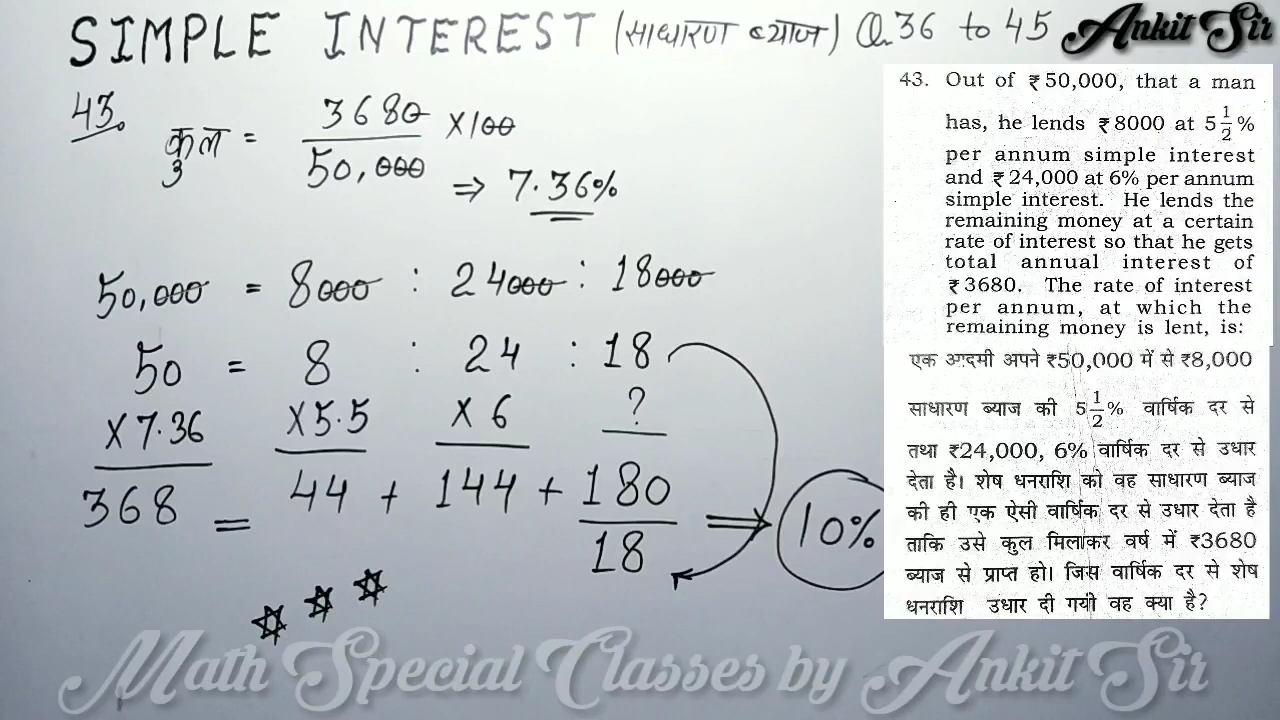 SIMPLE INTEREST (साधारण ब्याज) Q.36 to 45
Ankit Sir
43.
कुल = 3680/50,000 × 100
⇒ 7.36%
50,000 = 8000 : 24000 : 18000
50 = 8 : 24 : 18
× 7.36 × 5.5 × 6 ?
368 = 44 + 144 + 180/18 ⇒ 10%
43. Out of ₹50,000, that a man
has, he lends ₹8000 at 5 1/2 %
per annum simple interest
and ₹24,000 at 6% per annum
simple interest. He lends the
remaining money at a certain
rate of interest so that he gets
total annual interest of
₹3680. The rate of interest
per annum, at which the
remaining money is lent, is:
एक आदमी अपने ₹50,000 में से ₹8,000
साधारण ब्याज की 5 1/2 % वार्षिक दर से
तथा ₹24,000, 6% वार्षिक दर से उधार
देता है। शेष धनराशि को वह साधारण ब्याज
की ही एक ऐसी वार्षिक दर से उधार देता है
ताकि उसे कुल मिलाकर वर्ष में ₹3680
ब्याज से प्राप्त हो। जिस वार्षिक दर से शेष
धनराशि उधार दी गयी वह क्या है?
Math Special Classes by Ankit Sir